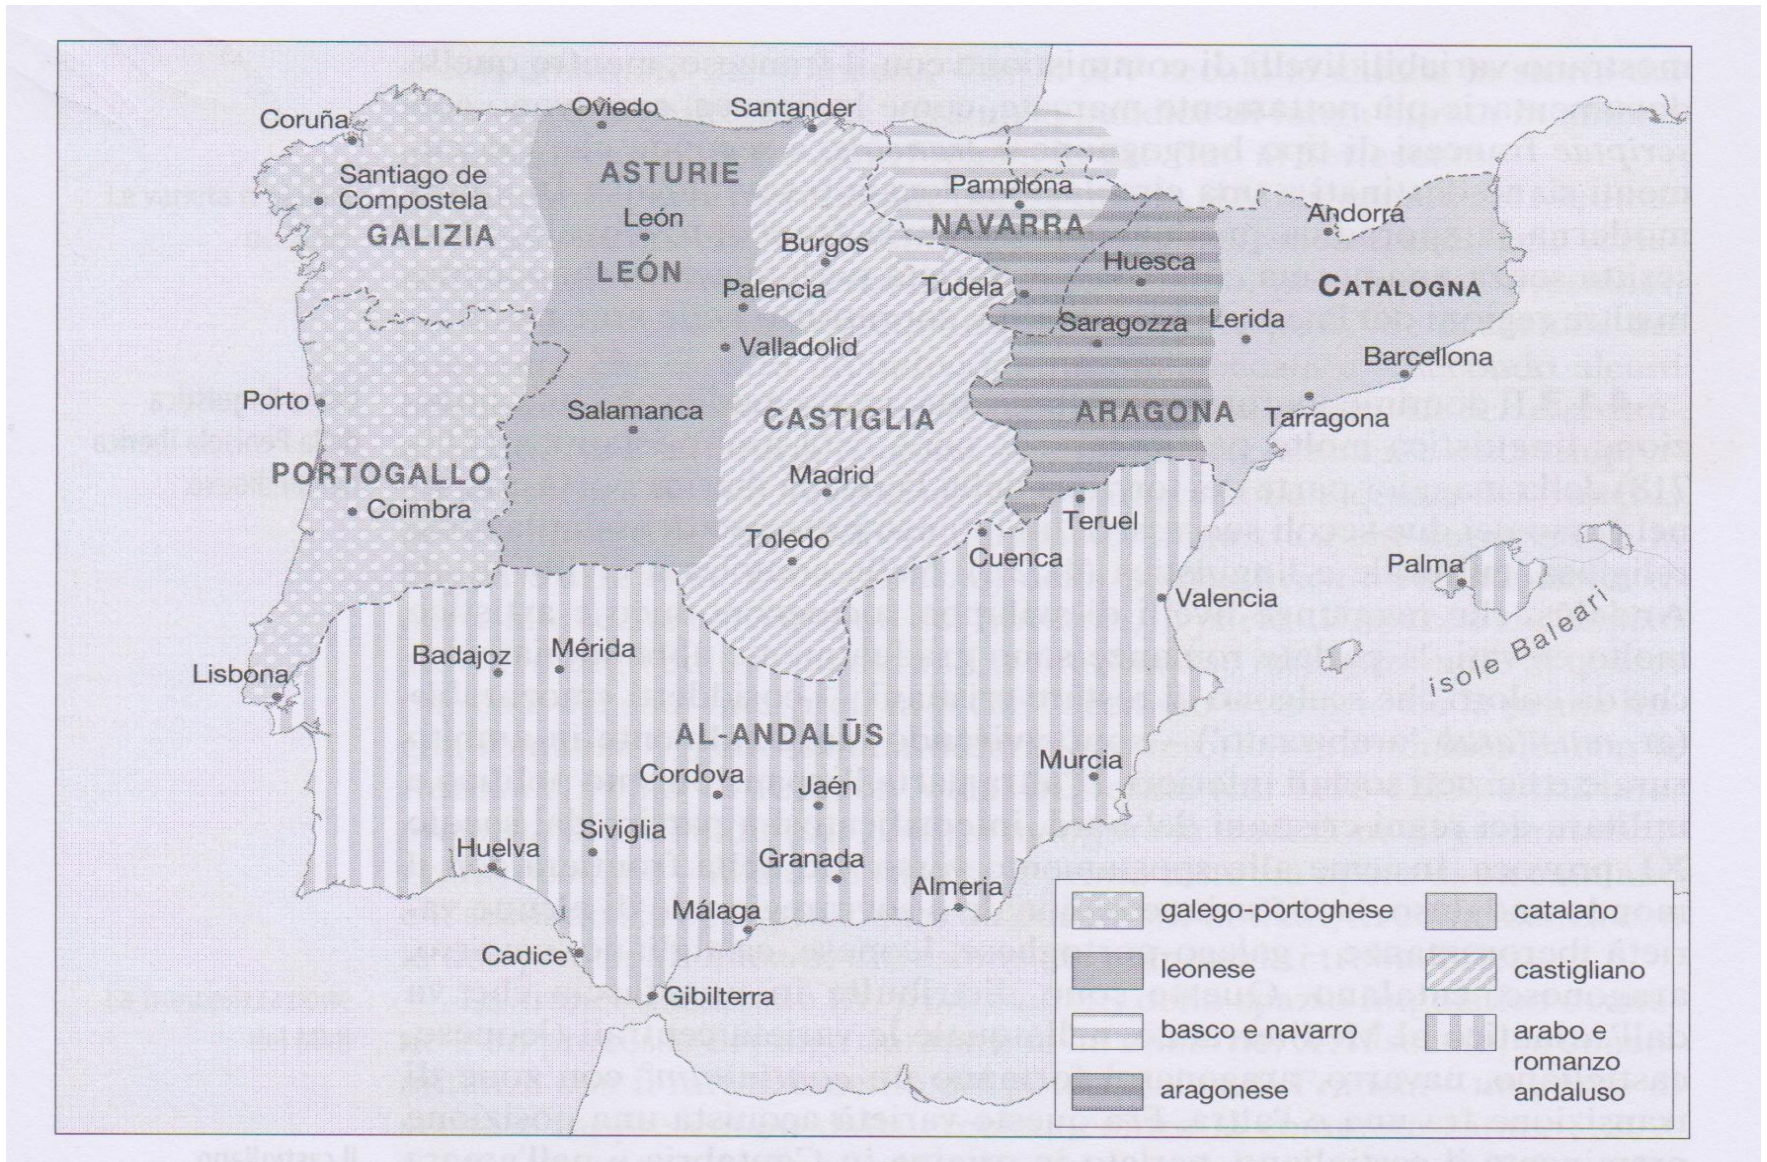 Coruña
Oviedo
Santander
Santiago de
Compostela
ASTURIE
GALIZIA
León
LEÓN
Burgos
Palencia
Pamplona
NAVARRA
Andorra
Huesca
Tudela
CATALOGNA
Saragozza
Lerida
Valladolid
Barcellona
Porto
Salamanca
CASTIGLIA
ARAGONA
Tarragona
PORTOGALLO
Madrid
Coimbra
Teruel
Toledo
Cuenca
Palma
Valencia
isole Baleari
Badajoz
Mérida
Lisbona
AL-ANDALŪS
Cordova
Jaén
Murcia
Siviglia
Huelva
Granada
Almeria
Málaga
Cadice
Gibilterra
galego-portoghese
leonese
basco e navarro
aragonese
catalano
castigliano
arabo e
romanzo
andaluso